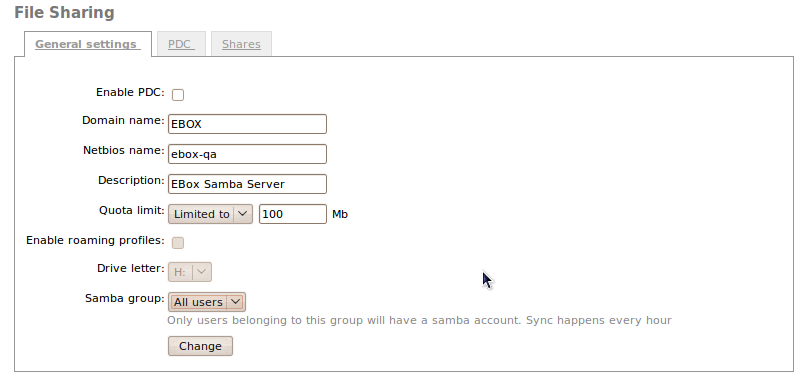 File Sharing
General settings PDC Shares
Enable PDC:
Domain name: EBOX
Netbios name: ebox-qa
Description: EBox Samba Server
Quota limit: Limited to 100 Mb
Enable roaming profiles:
Drive letter: H:
Samba group: All users
Only users belonging to this group will have a samba account. Sync happens every hour
Change